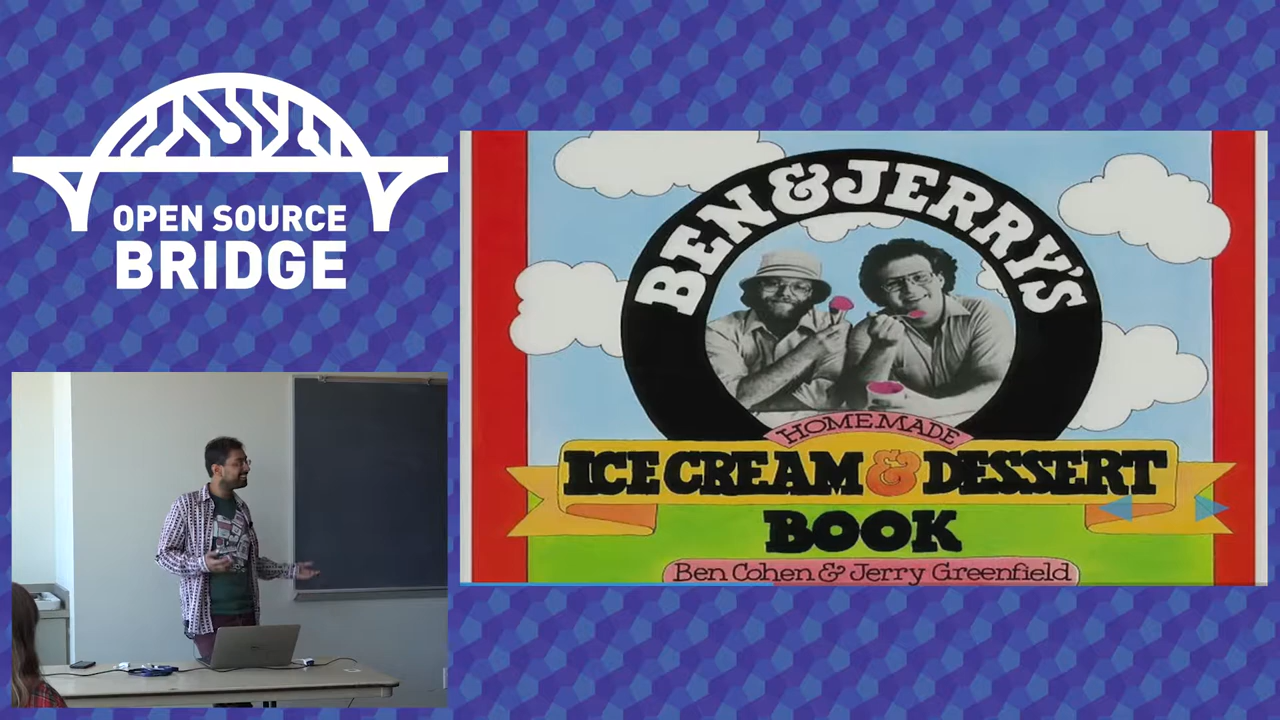 OPEN SOURCE
BRIDGE
BEN & JERRY'S
HOMEMADE
ICE CREAM & DESSERT
BOOK
Ben Cohen & Jerry Greenfield